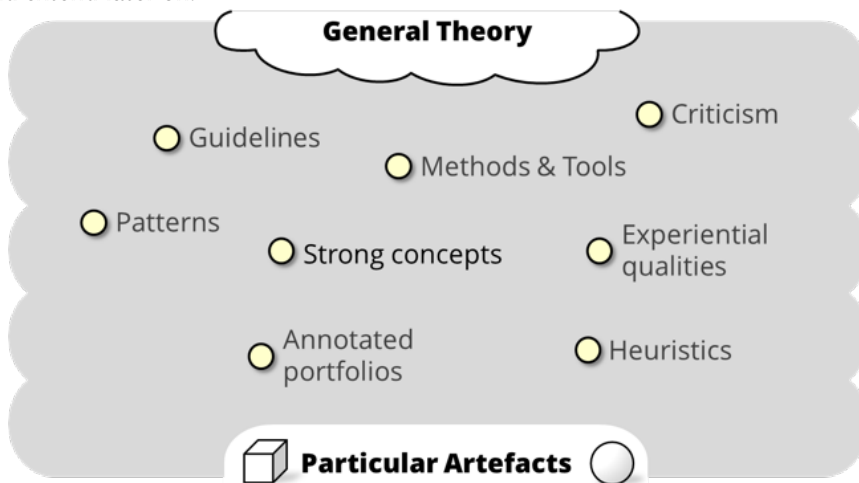 General Theory
Criticism
Guidelines
Methods & Tools
Patterns
Strong concepts
Experiential
qualities
Annotated
portfolios
Heuristics
Particular Artefacts